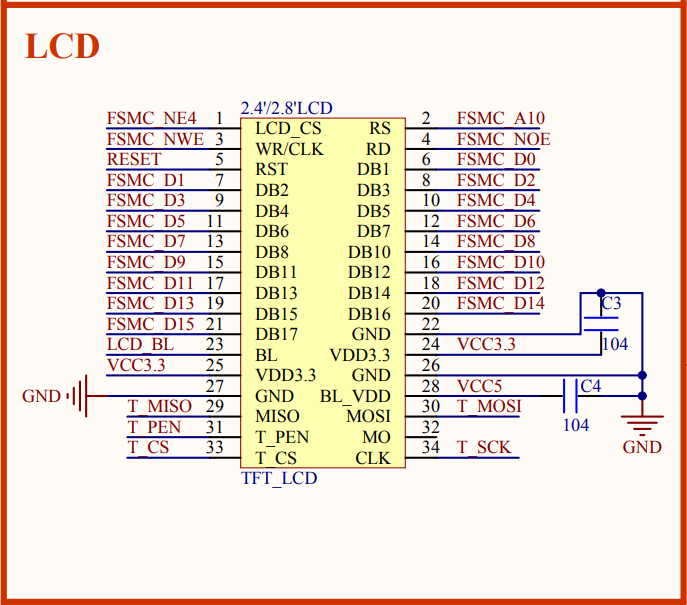 LCD
2.4'/2.8'LCD
FSMC_NE4 1 LCD_CS RS 2 FSMC_A10
FSMC_NWE 3 WR/CLK RD 4 FSMC_NOE
RESET 5 RST DB1 6 FSMC_D0
FSMC_D1 7 DB2 DB3 8 FSMC_D2
FSMC_D3 9 DB4 DB5 10 FSMC_D4
FSMC_D5 11 DB6 DB7 12 FSMC_D6
FSMC_D7 13 DB8 DB10 14 FSMC_D8
FSMC_D9 15 DB11 DB12 16 FSMC_D10
FSMC_D11 17 DB13 DB14 18 FSMC_D12
FSMC_D13 19 DB15 DB16 20 FSMC_D14 C3
FSMC_D15 21 DB17 GND 22
LCD_BL 23 BL VDD3.3 24 VCC3.3 104
VCC3.3 25 VDD3.3 GND 26
GND 27 GND BL_VDD 28 VCC5 C4
T_MISO 29 MISO MOSI 30 T_MOSI 104
T_PEN 31 T_PEN MO 32
T_CS 33 T_CS CLK 34 T_SCK GND
TFT_LCD